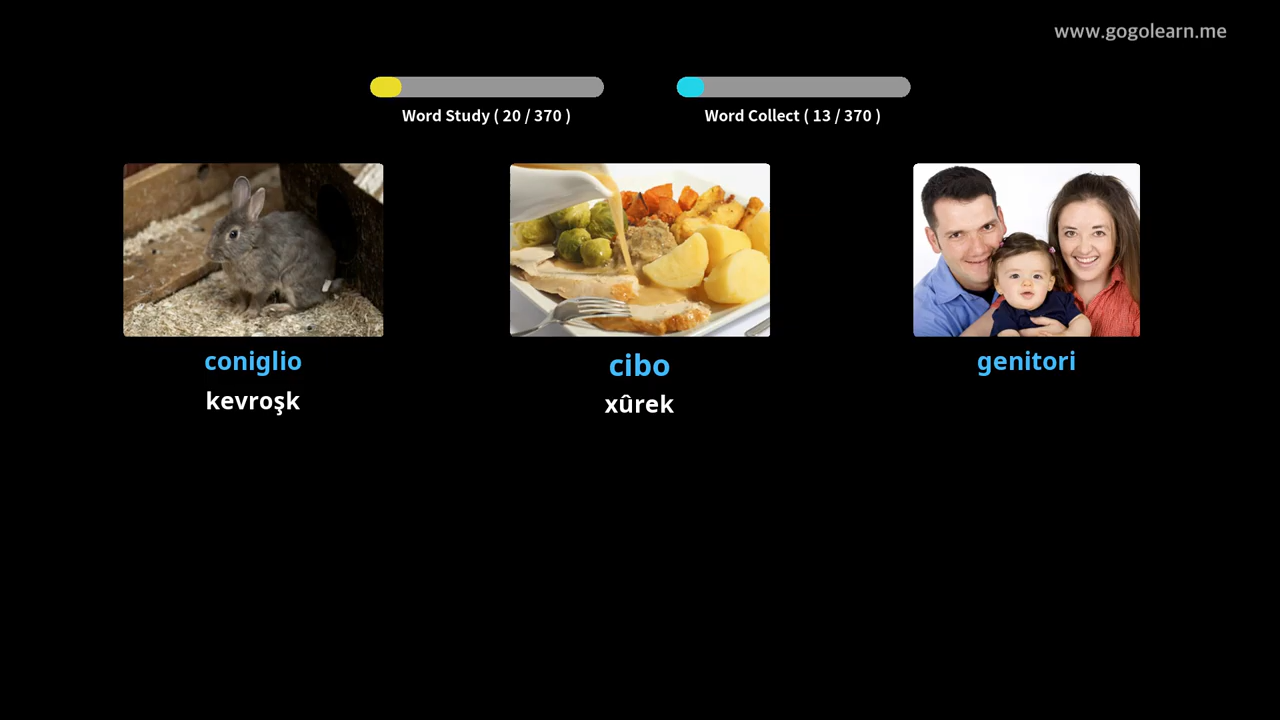 www.gogolearn.me
Word Study ( 20 / 370 )
Word Collect ( 13 / 370 )
coniglio
kevroşk
cibo
xûrek
genitori